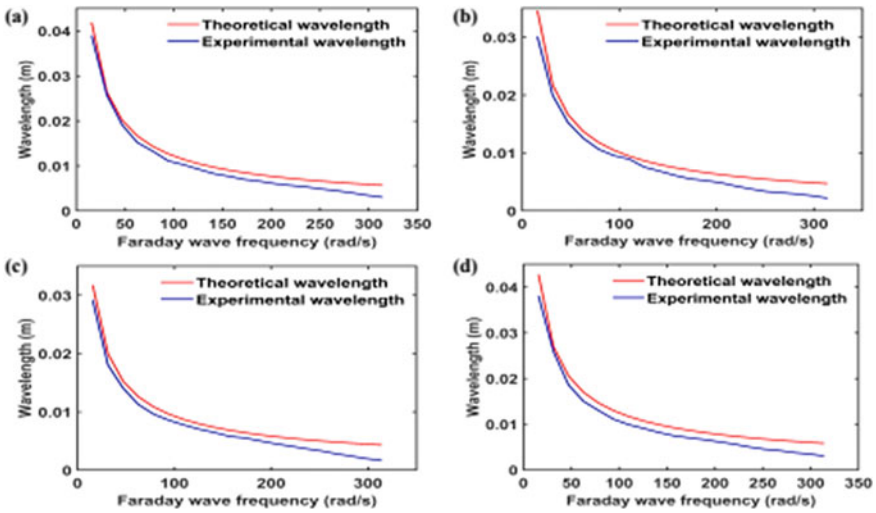 (a)
Theoretical wavelength
Experimental wavelength
Wavelength (m)
0.04
0.03
0.02
0.01
0
0 50 100 150 200 250 300 350
Faraday wave frequency (rad/s)
(b)
Theoretical wavelength
Experimental wavelength
Wavelength (m)
0.03
0.02
0.01
0
0 100 200 300
Faraday wave frequency (rad/s)
(c)
Theoretical wavelength
Experimental wavelength
Wavelength (m)
0.03
0.02
0.01
0
0 100 200 300
Faraday wave frequency (rad/s)
(d)
Theoretical wavelength
Experimental wavelength
Wavelength (m)
0.04
0.03
0.02
0.01
0
0 50 100 150 200 250 300 350
Faraday wave frequency (rad/s)